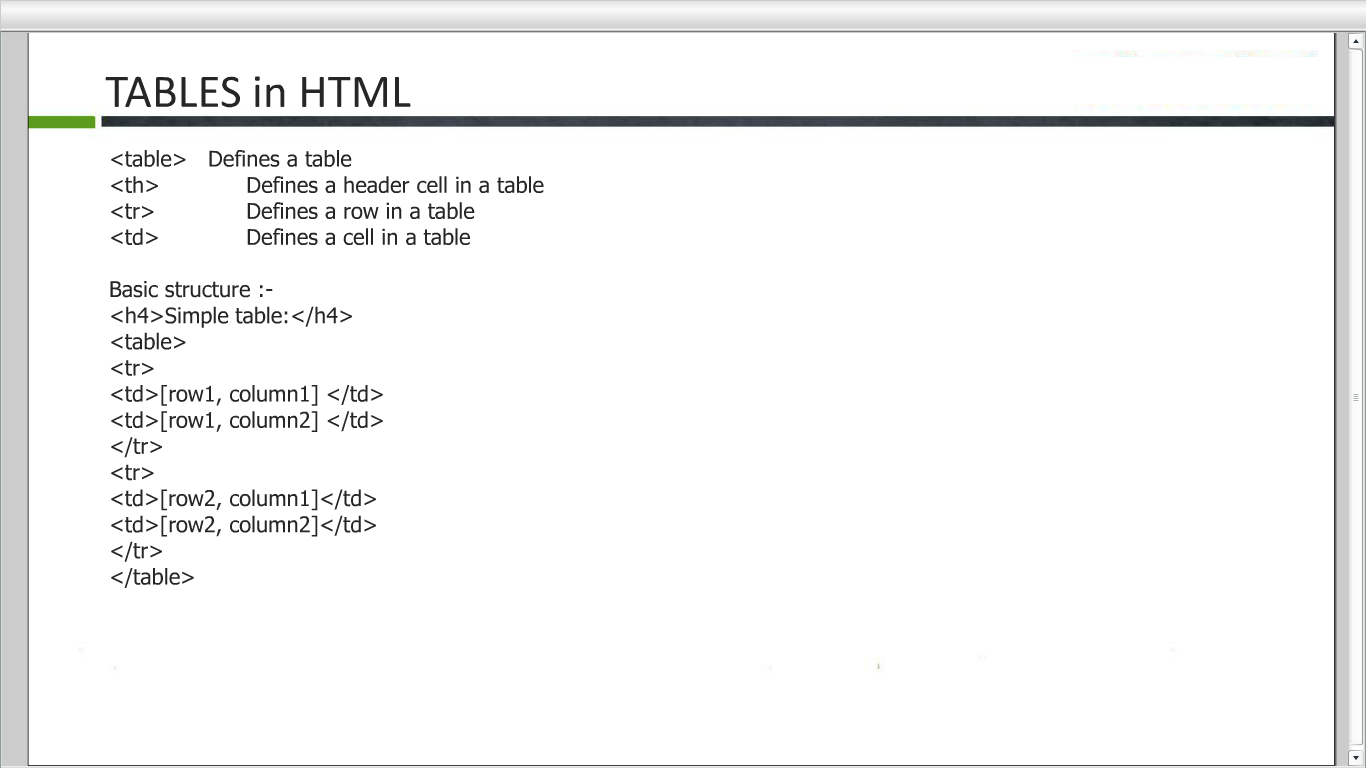 TABLES in HTML
<table> Defines a table
<th> Defines a header cell in a table
<tr> Defines a row in a table
<td> Defines a cell in a table
Basic structure :-
<h4>Simple table:</h4>
<table>
<tr>
<td>[row1, column1] </td>
<td>[row1, column2] </td>
</tr>
<tr>
<td>[row2, column1]</td>
<td>[row2, column2]</td>
</tr>
</table>